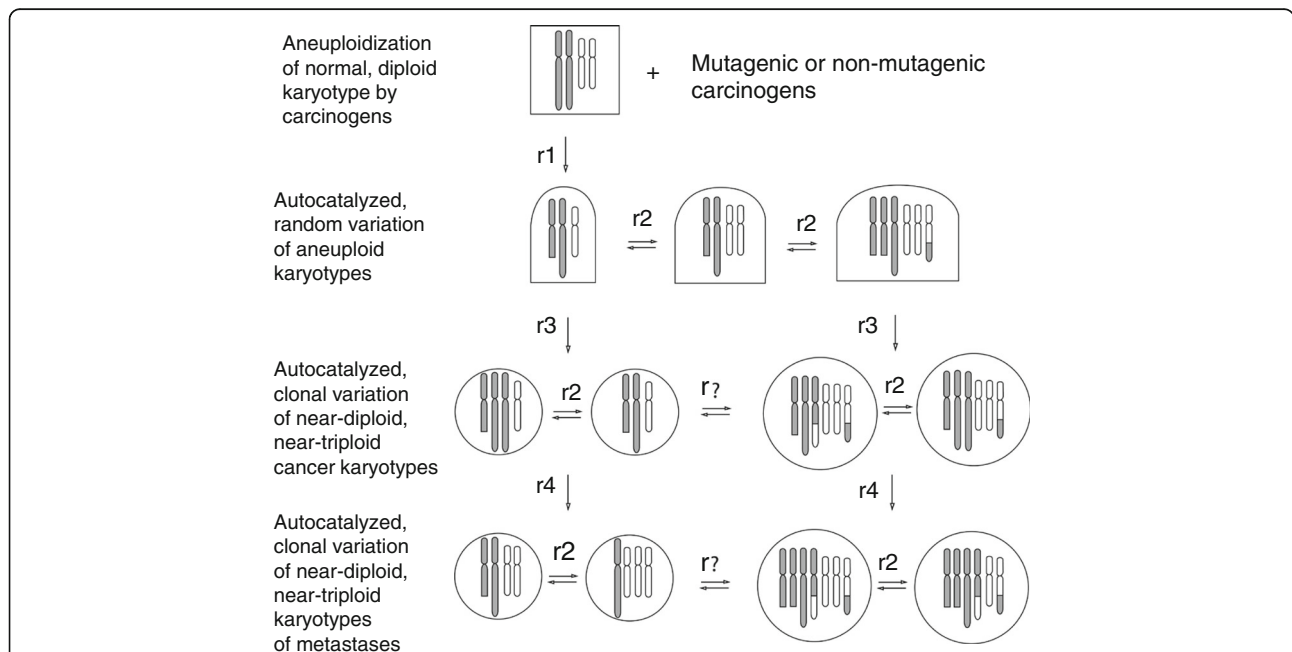 Aneuploidization
of normal, diploid
karyotype by
carcinogens
+
Mutagenic or non-mutagenic
carcinogens
r1
Autocatalyzed,
random variation
of aneuploid
karyotypes
r2
r2
r3
r3
Autocatalyzed,
clonal variation
of near-diploid,
near-triploid
cancer karyotypes
r2
r?
r2
r4
r4
Autocatalyzed,
clonal variation
of near-diploid,
near-triploid
karyotypes
of metastases
r2
r?
r2